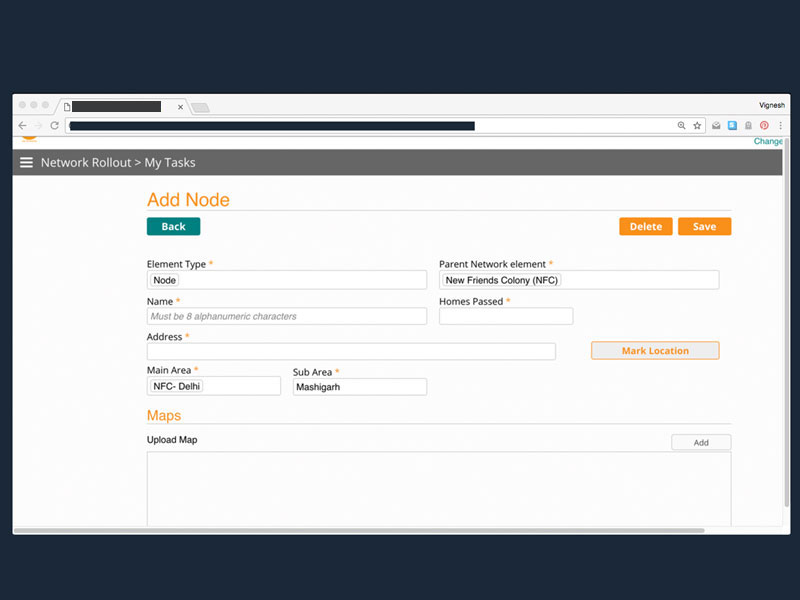 Vignesh
Change
Network Rollout > My Tasks
Add Node
Back Delete Save
Element Type * Parent Network element *
Node New Friends Colony (NFC)
Name * Homes Passed *
Must be 8 alphanumeric characters
Address *
Mark Location
Main Area * Sub Area *
NFC- Delhi Mashigarh
Maps
Upload Map Add